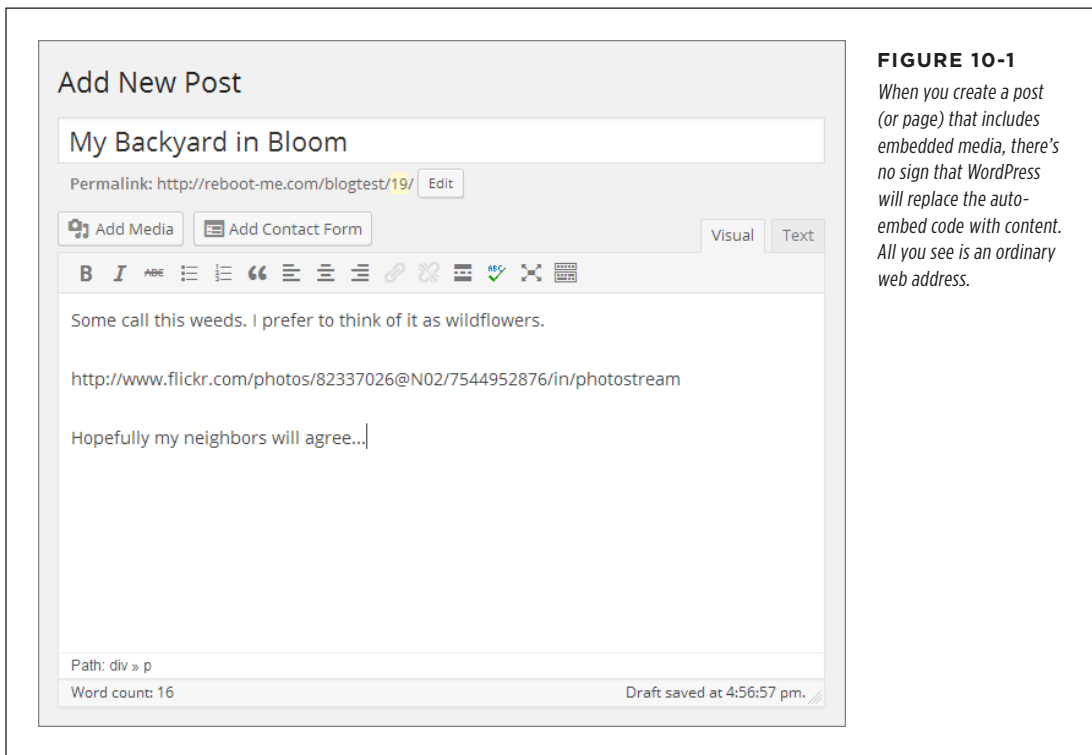 Add New Post
My Backyard in Bloom
Permalink: http://reboot-me.com/blogtest/19/ Edit
Add Media Add Contact Form
Visual Text
B I ABC ABC
Some call this weeds. I prefer to think of it as wildflowers.
http://www.flickr.com/photos/82337026@N02/7544952876/in/photostream
Hopefully my neighbors will agree...
Path: div » p
Word count: 16
Draft saved at 4:56:57 pm.
FIGURE 10-1
When you create a post
(or page) that includes
embedded media, there's
no sign that WordPress
will replace the auto-
embed code with content.
All you see is an ordinary
web address.